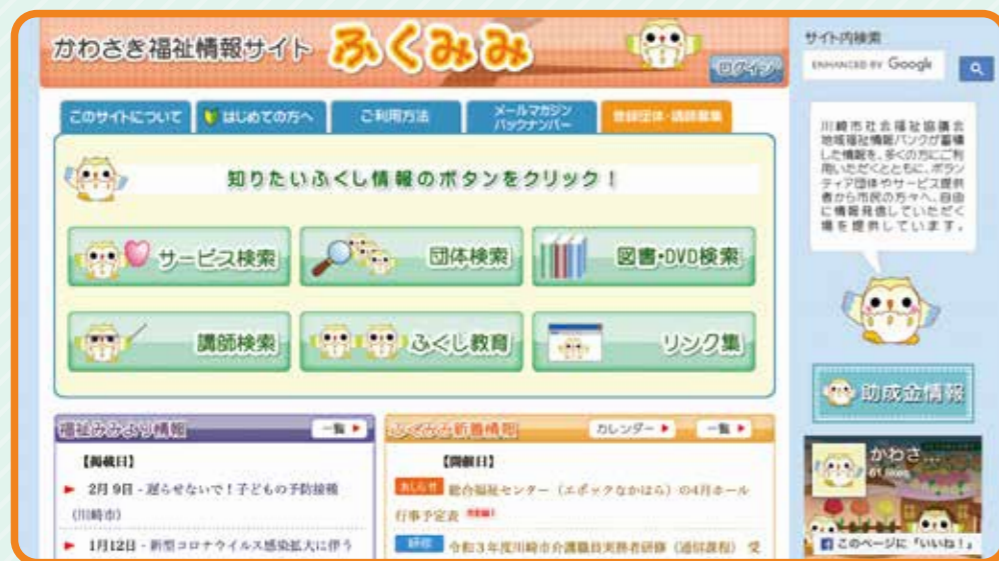 かわさき福祉情報サイト ふくみみ
ログイン
このサイトについて
はじめての方へ
ご利用方法
メールマガジン
バックナンバー
登録団体・講師募集
知りたいふくし情報のボタンをクリック！
サービス検索
団体検索
図書・DVD検索
講師検索
ふくし教育
リンク集
福祉みみより情報
一覧
【掲載日】
2月 9日 - 遅らせないで！子どもの予防接種
(川崎市)
1月12日 - 新型コロナウイルス感染拡大に伴う
ふくみみ新着情報
カレンダー
一覧
【開催日】
おしらせ 総合福祉センター（エポックなかはら）の4月ホール
行事予定表
研修 令和3年度川崎市介護職員実務者研修（通信課程） 受
サイト内検索
ENHANCED BY Google
川崎市社会福祉協議会
地域福祉情報バンクが蓄積
した情報を、多くの方にご利
用いただくとともに、ボラン
ティア団体やサービス提供
者から市民の方々へ、自由
に情報発信していただく
場を提供しています。
助成金情報
かわさ...
61 likes
このページに「いいね！」